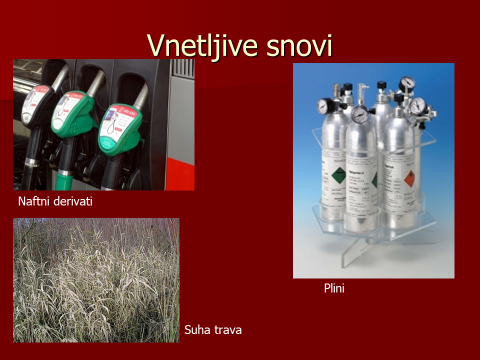 Vnetljive snovi
Naftni derivati
Plini
Suha trava